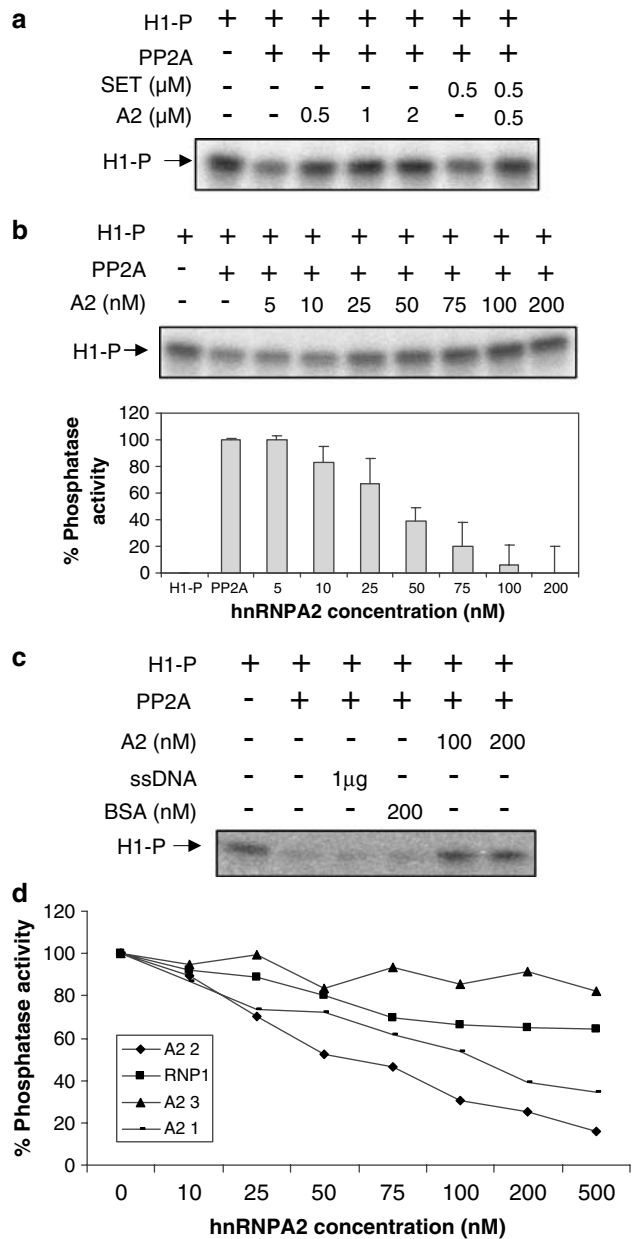 a
H1-P + + + + + + +
PP2A - + + + + + +
SET (µM) - - - - - 0.5 0.5
A2 (µM) - - 0.5 1 2 - 0.5
H1-P
b
H1-P + + + + + + + + +
PP2A - + + + + + + + +
A2 (nM) - - 5 10 25 50 75 100 200
H1-P
% Phosphatase activity
120
100
80
60
40
20
0
H1-P PP2A 5 10 25 50 75 100 200
hnRNPA2 concentration (nM)
c
H1-P + + + + + +
PP2A - + + + + +
A2 (nM) - - - - 100 200
ssDNA - - 1µg - - -
BSA (nM) - - - 200 - -
H1-P
d
% Phosphatase activity
120
100
80
60
40
20
0
A2 2
RNP1
A2 3
A2 1
0 10 25 50 75 100 200 500
hnRNPA2 concentration (nM)